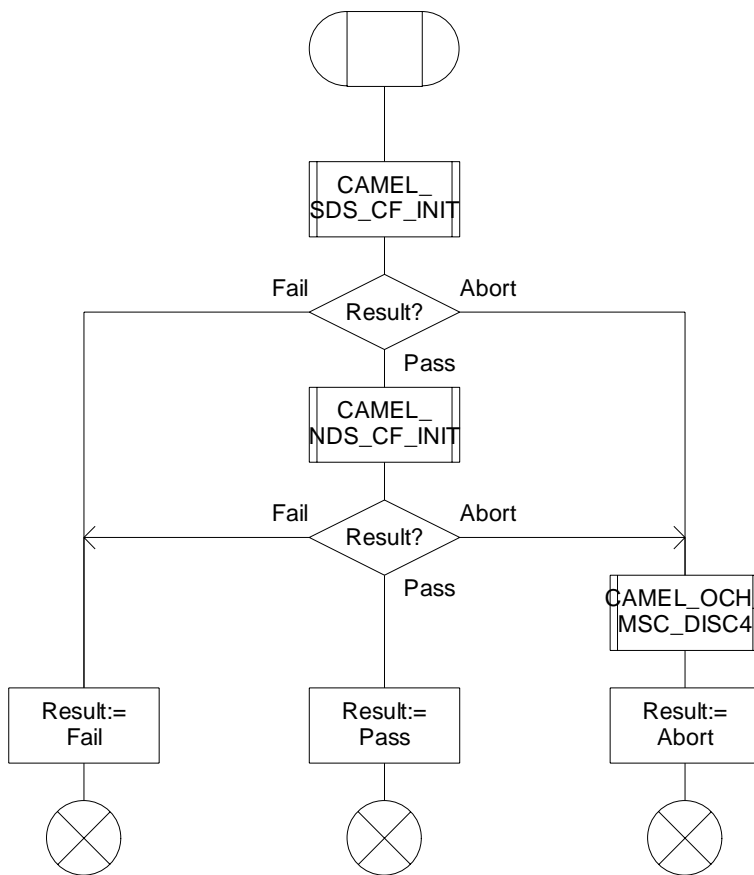 CAMEL_
SDS_CF_INIT
Fail
Abort
Result?
Pass
CAMEL_
NDS_CF_INIT
Fail
Abort
Result?
Pass
CAMEL_OCH_
MSC_DISC4
Result:=
Fail
Result:=
Pass
Result:=
Abort